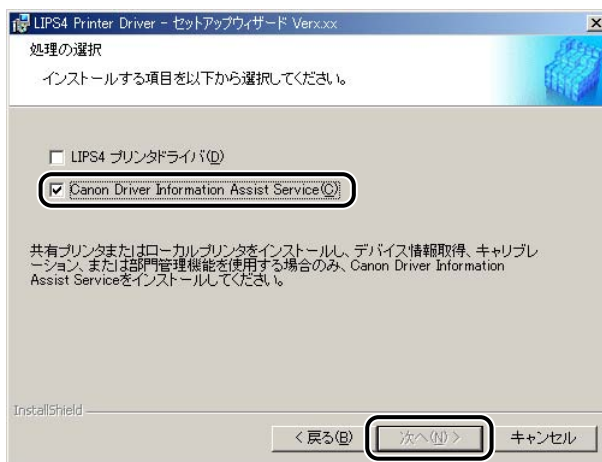 LIPS4 Printer Driver - セットアップウィザード Verx.xx
処理の選択
インストールする項目を以下から選択してください。
LIPS4 プリンタドライバ(D)
Canon Driver Information Assist Service(C)
共有プリンタまたはローカルプリンタをインストールし、デバイス情報取得、キャリブレ
ーション、または部門管理機能を使用する場合のみ、Canon Driver Information
Assist Serviceをインストールしてください。
InstallShield
< 戻る(B) 次へ(N) > キャンセル